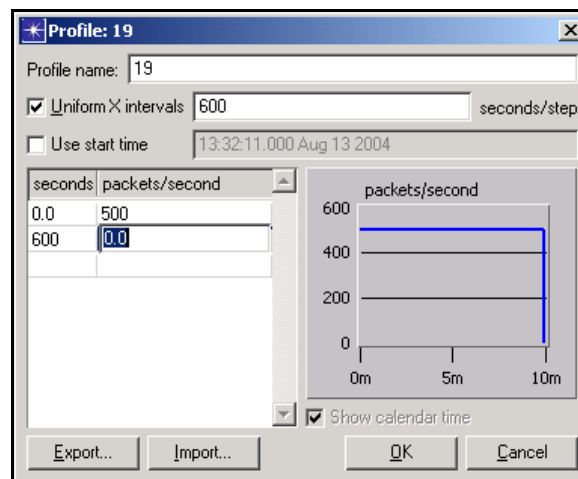 Profile: 19
Profile name: 19
Uniform X intervals 600 seconds/step
Use start time 13:32:11.000 Aug 13 2004
seconds packets/second
0.0 500
600 0.0
packets/second
600
400
200
0
0m 5m 10m
Show calendar time
Export... Import... OK Cancel